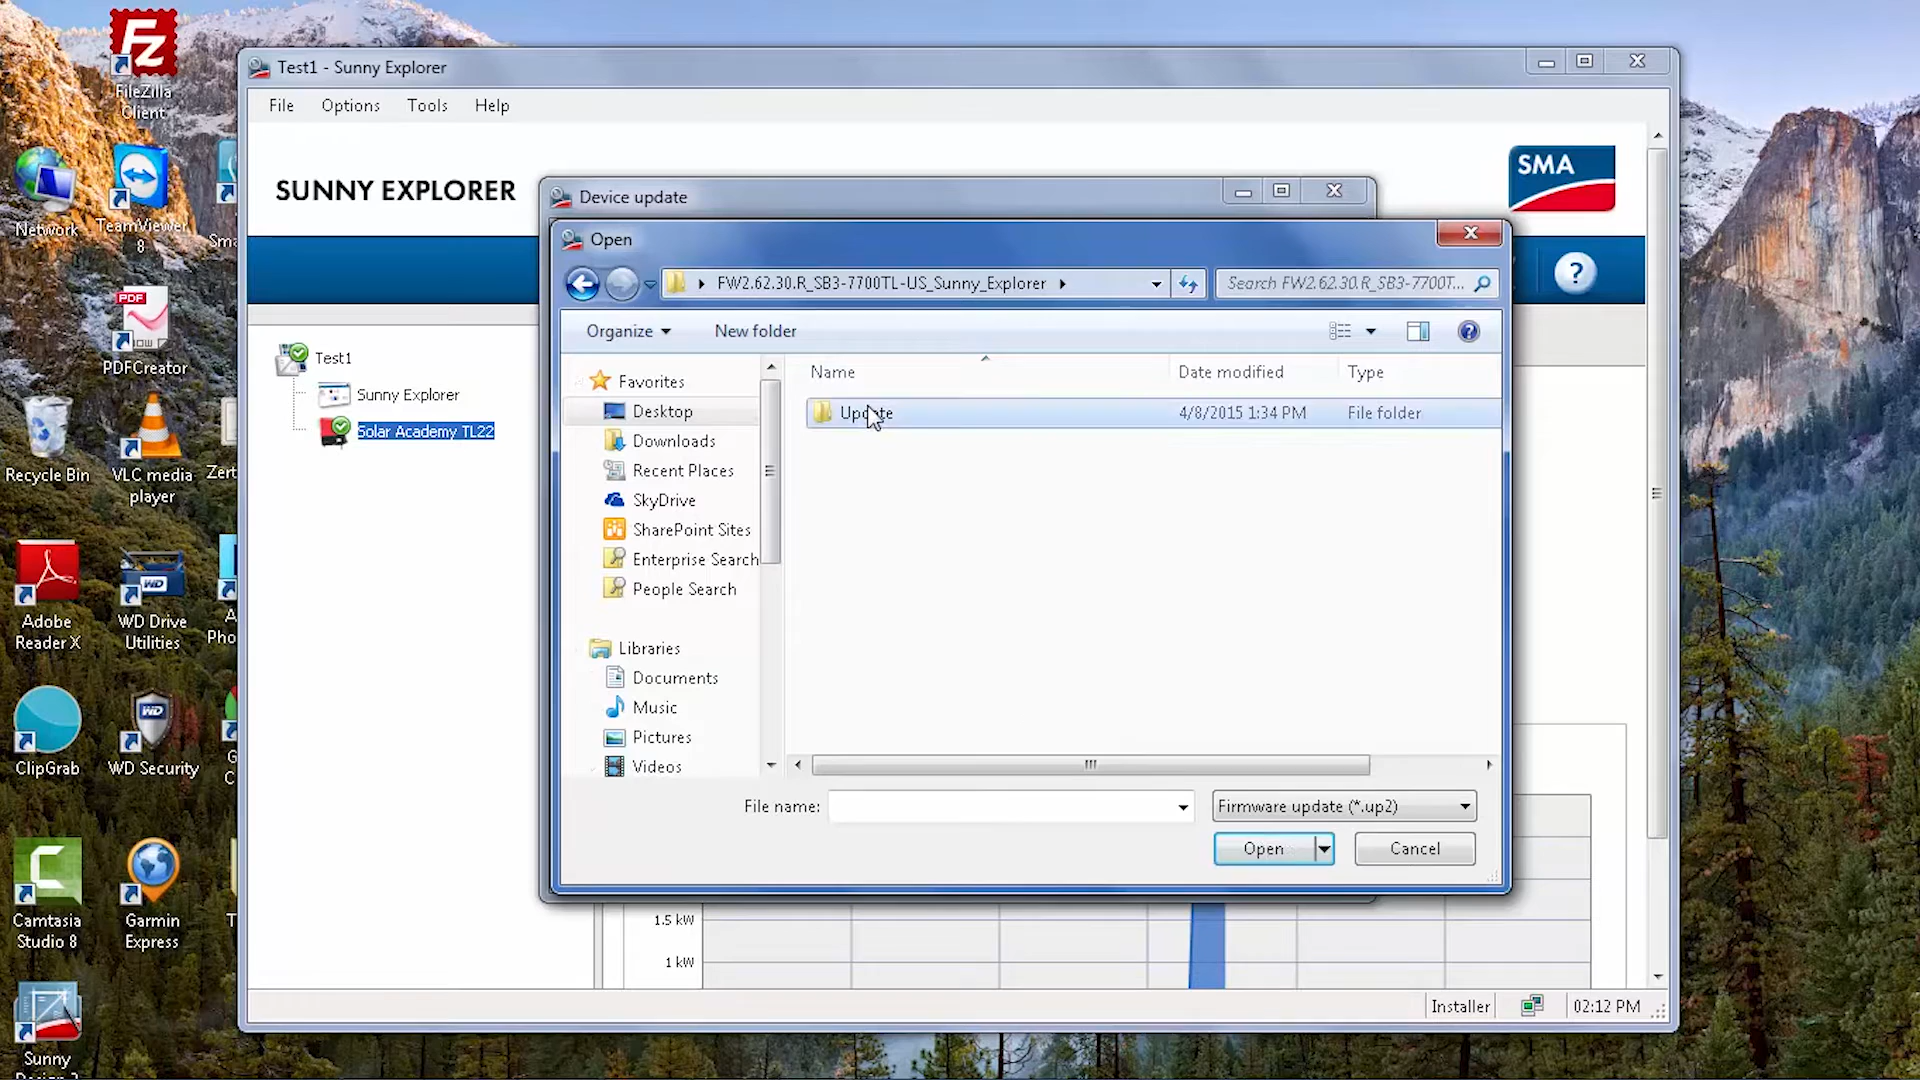 FileZilla
Client
Network
TeamViewer
8
Sma
PDFCreator
Recycle Bin
VLC media
player
Zert
Adobe
Reader X
WD Drive
Utilities
A
Pho
ClipGrab
WD Security
G
C
Camtasia
Studio 8
Garmin
Express
T
Sunny
Test1 - Sunny Explorer
File Options Tools Help
SUNNY EXPLORER
SMA
?
Test1
Sunny Explorer
Solar Academy TL22
Device update
Open
FW2.62.30.R_SB3-7700TL-US_Sunny_Explorer
Search FW2.62.30.R_SB3-7700T...
Organize
New folder
?
Name
Date modified
Type
Update
4/8/2015 1:34 PM
File folder
Favorites
Desktop
Downloads
Recent Places
SkyDrive
SharePoint Sites
Enterprise Search
People Search
Libraries
Documents
Music
Pictures
Videos
File name:
Firmware update (*.up2)
Open
Cancel
1.5 kW
1 kW
Installer
02:12 PM